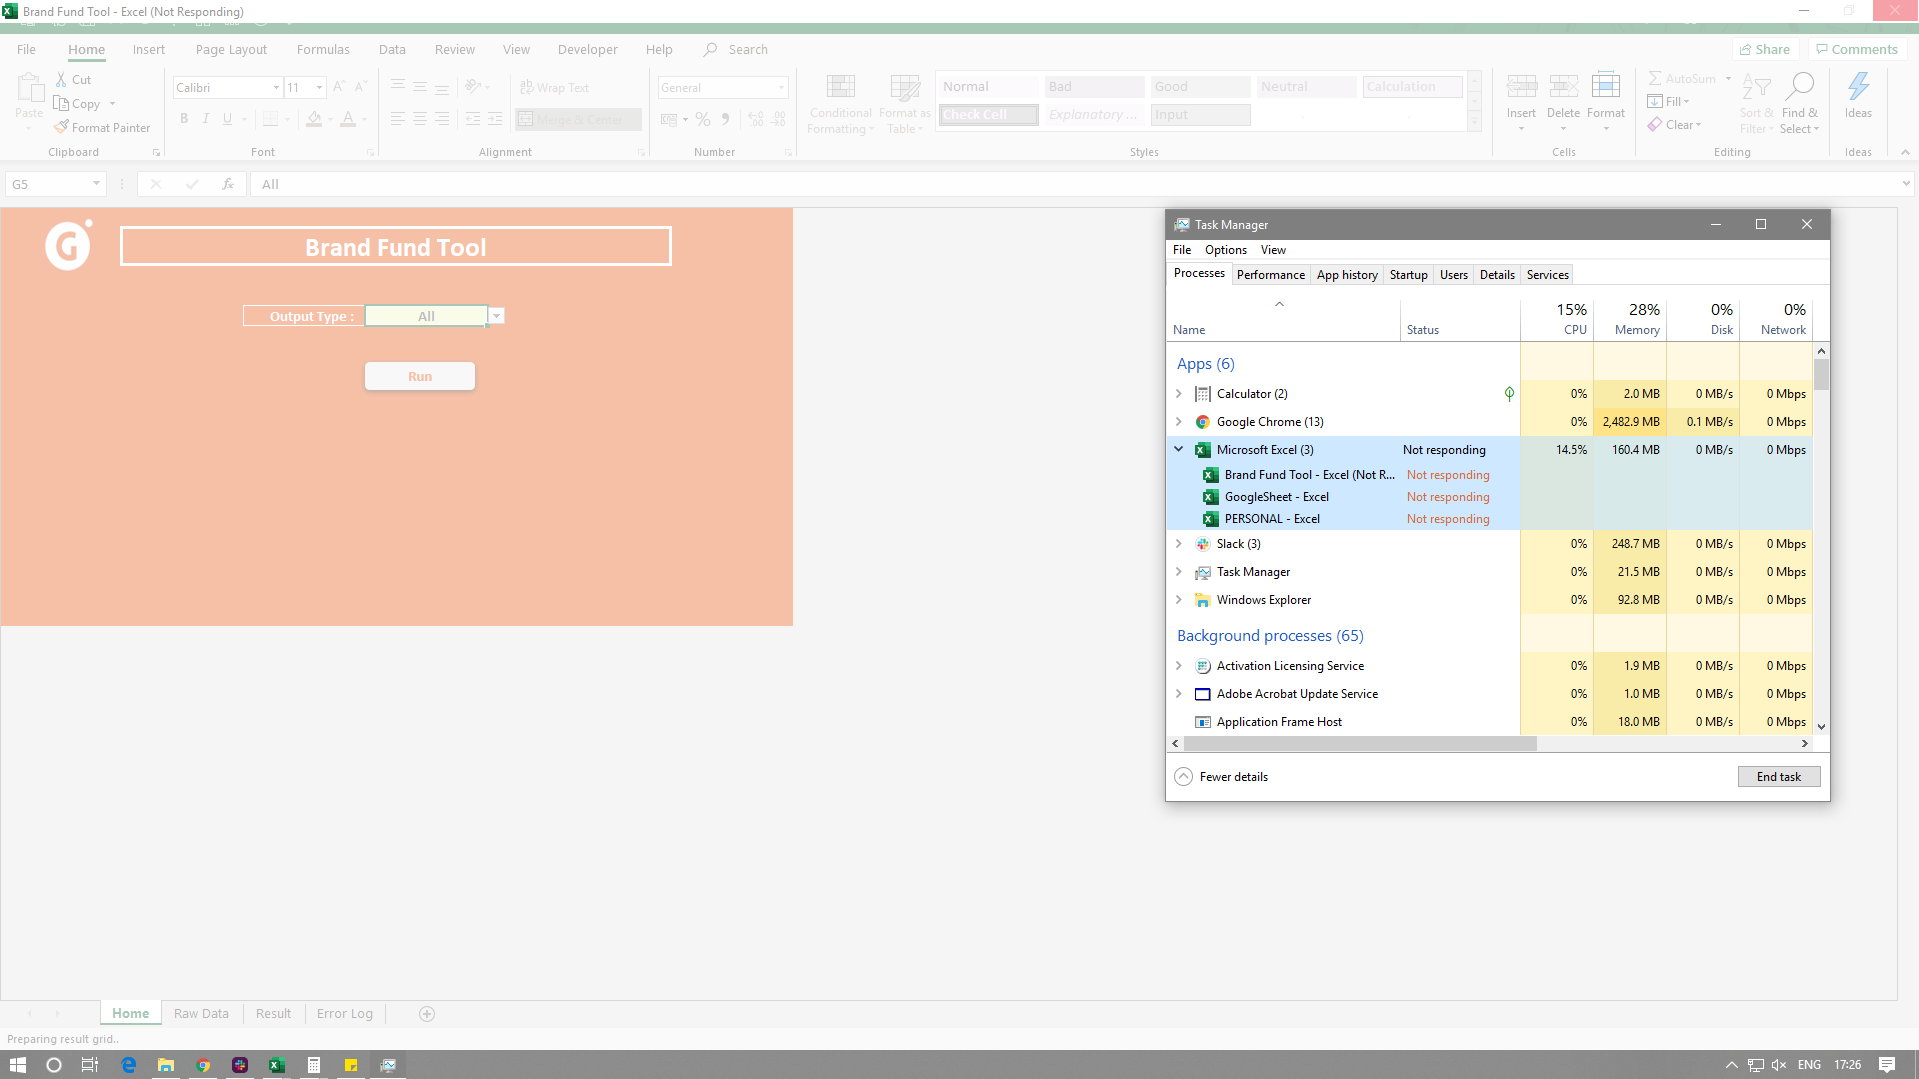 Brand Fund Tool - Excel (Not Responding)
File Home Insert Page Layout Formulas Data Review View Developer Help Search Share Comments
Cut
Copy
Format Painter
Paste
Clipboard
Calibri 11
B I U A
Font
Wrap Text
Merge & Center
Alignment
General
%
Number
Conditional Formatting
Format as Table
Normal Bad Good Neutral Calculation
Check Cell Explanatory ... Input
Styles
Insert Delete Format
Cells
AutoSum
Fill
Clear
Sort & Filter
Find & Select
Editing
Ideas
Ideas
G5 fx All
G
Brand Fund Tool
Output Type : All
Run
Task Manager
File Options View
Processes Performance App history Startup Users Details Services
15% 28% 0% 0%
Name Status CPU Memory Disk Network
Apps (6)
Calculator (2) 0% 2.0 MB 0 MB/s 0 Mbps
Google Chrome (13) 0% 2,482.9 MB 0.1 MB/s 0 Mbps
Microsoft Excel (3) Not responding 14.5% 160.4 MB 0 MB/s 0 Mbps
Brand Fund Tool - Excel (Not R... Not responding
GoogleSheet - Excel Not responding
PERSONAL - Excel Not responding
Slack (3) 0% 248.7 MB 0 MB/s 0 Mbps
Task Manager 0% 21.5 MB 0 MB/s 0 Mbps
Windows Explorer 0% 92.8 MB 0 MB/s 0 Mbps
Background processes (65)
Activation Licensing Service 0% 1.9 MB 0 MB/s 0 Mbps
Adobe Acrobat Update Service 0% 1.0 MB 0 MB/s 0 Mbps
Application Frame Host 0% 18.0 MB 0 MB/s 0 Mbps
Fewer details End task
Home Raw Data Result Error Log
Preparing result grid..
ENG 17:26